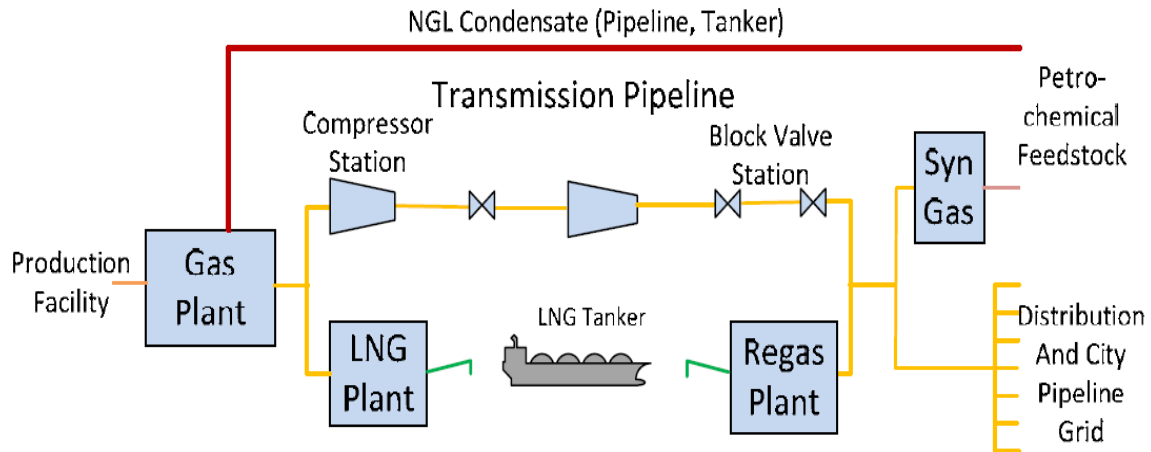 NGL Condensate (Pipeline, Tanker)
Transmission Pipeline
Compressor
Station
Block Valve
Station
Petro-
chemical
Feedstock
Syn
Gas
Production
Facility
Gas
Plant
LNG
Plant
LNG Tanker
Regas
Plant
Distribution
And City
Pipeline
Grid